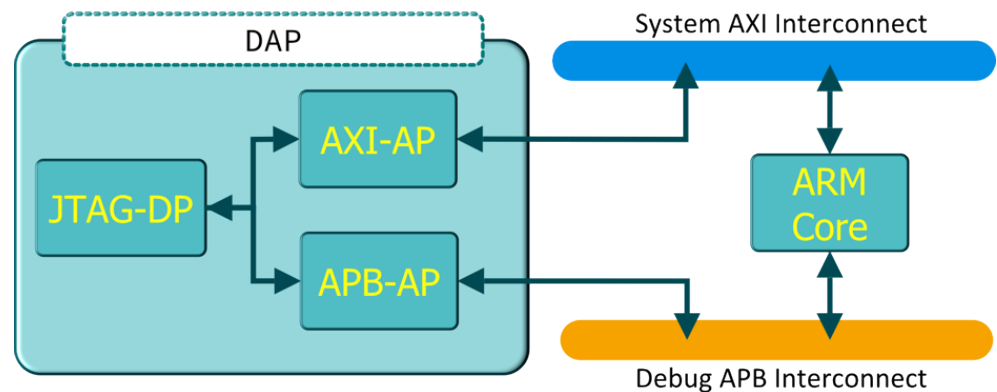 DAP
System AXI Interconnect
AXI-AP
JTAG-DP
ARM
Core
APB-AP
Debug APB Interconnect